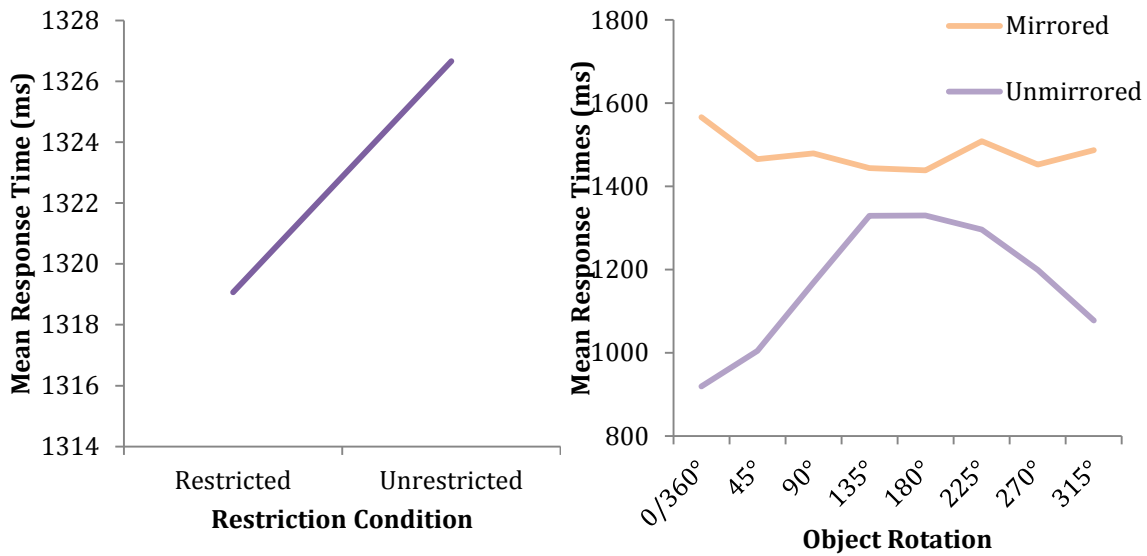 Mean Response Time (ms)
1328
1326
1324
1322
1320
1318
1316
1314
Restricted
Unrestricted
Restriction Condition
Mean Response Times (ms)
1800
1600
1400
1200
1000
800
Mirrored
Unmirrored
0/360°
45°
90°
135°
180°
225°
270°
315°
Object Rotation